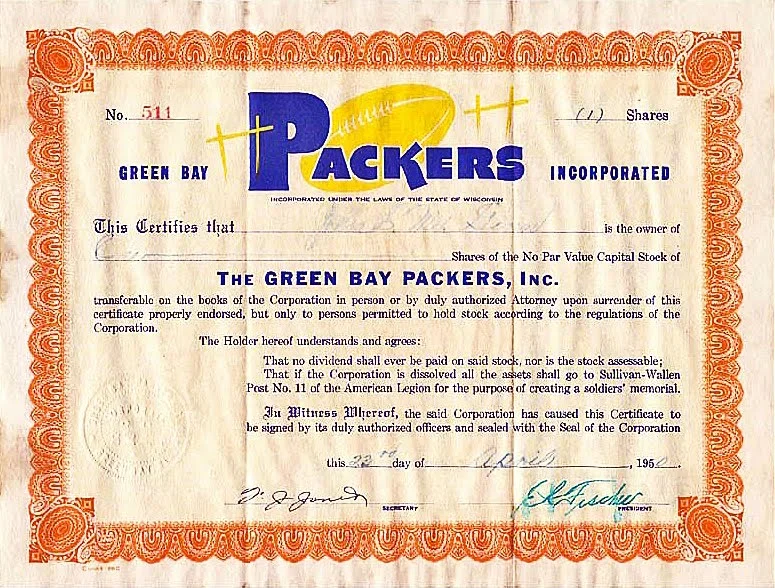 No. 511
(1) Shares
PACKERS
GREEN BAY
INCORPORATED
INCORPORATED UNDER THE LAWS OF THE STATE OF WISCONSIN
This Certifies that is the owner of
Shares of the No Par Value Capital Stock of
THE GREEN BAY PACKERS, INC.
transferable on the books of the Corporation in person or by duly authorized Attorney upon surrender of this
certificate properly endorsed, but only to persons permitted to hold stock according to the regulations of the
Corporation.
The Holder hereof understands and agrees:
That no dividend shall ever be paid on said stock, nor is the stock assessable;
That if the Corporation is dissolved all the assets shall go to Sullivan-Wallen
Post No. 11 of the American Legion for the purpose of creating a soldiers' memorial.
In Witness Whereof, the said Corporation has caused this Certificate to
be signed by its duly authorized officers and sealed with the Seal of the Corporation
this 23rd day of April, 1950.
SECRETARY
Fischer
PRESIDENT